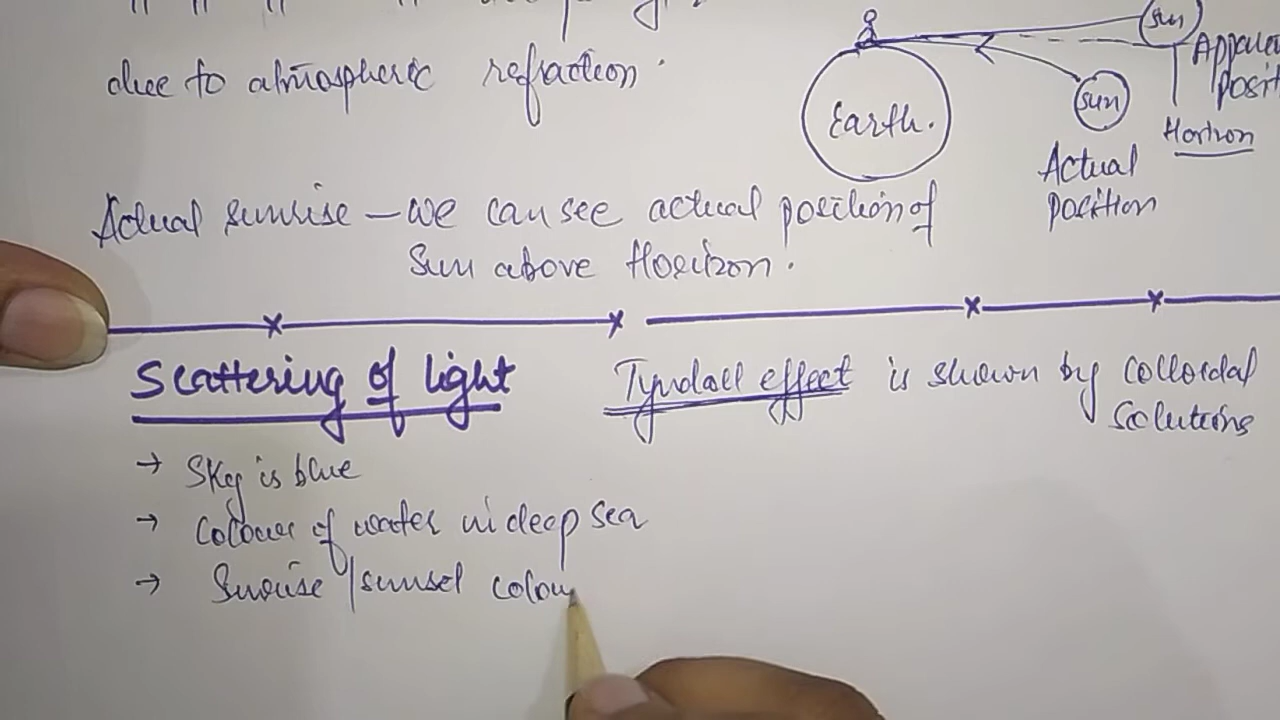 due to atmospheric refraction.
Sun
Apparent
posit
Horizon
Sun
Actual
position
Earth.
Actual sunrise – we can see actual position of
Sun above Horizon.
Scattering of light
Tyndall effect is shown by colloidal
solutions
→ Sky is blue
→ Colour of water in deep sea
→ Sunrise/sunset colou